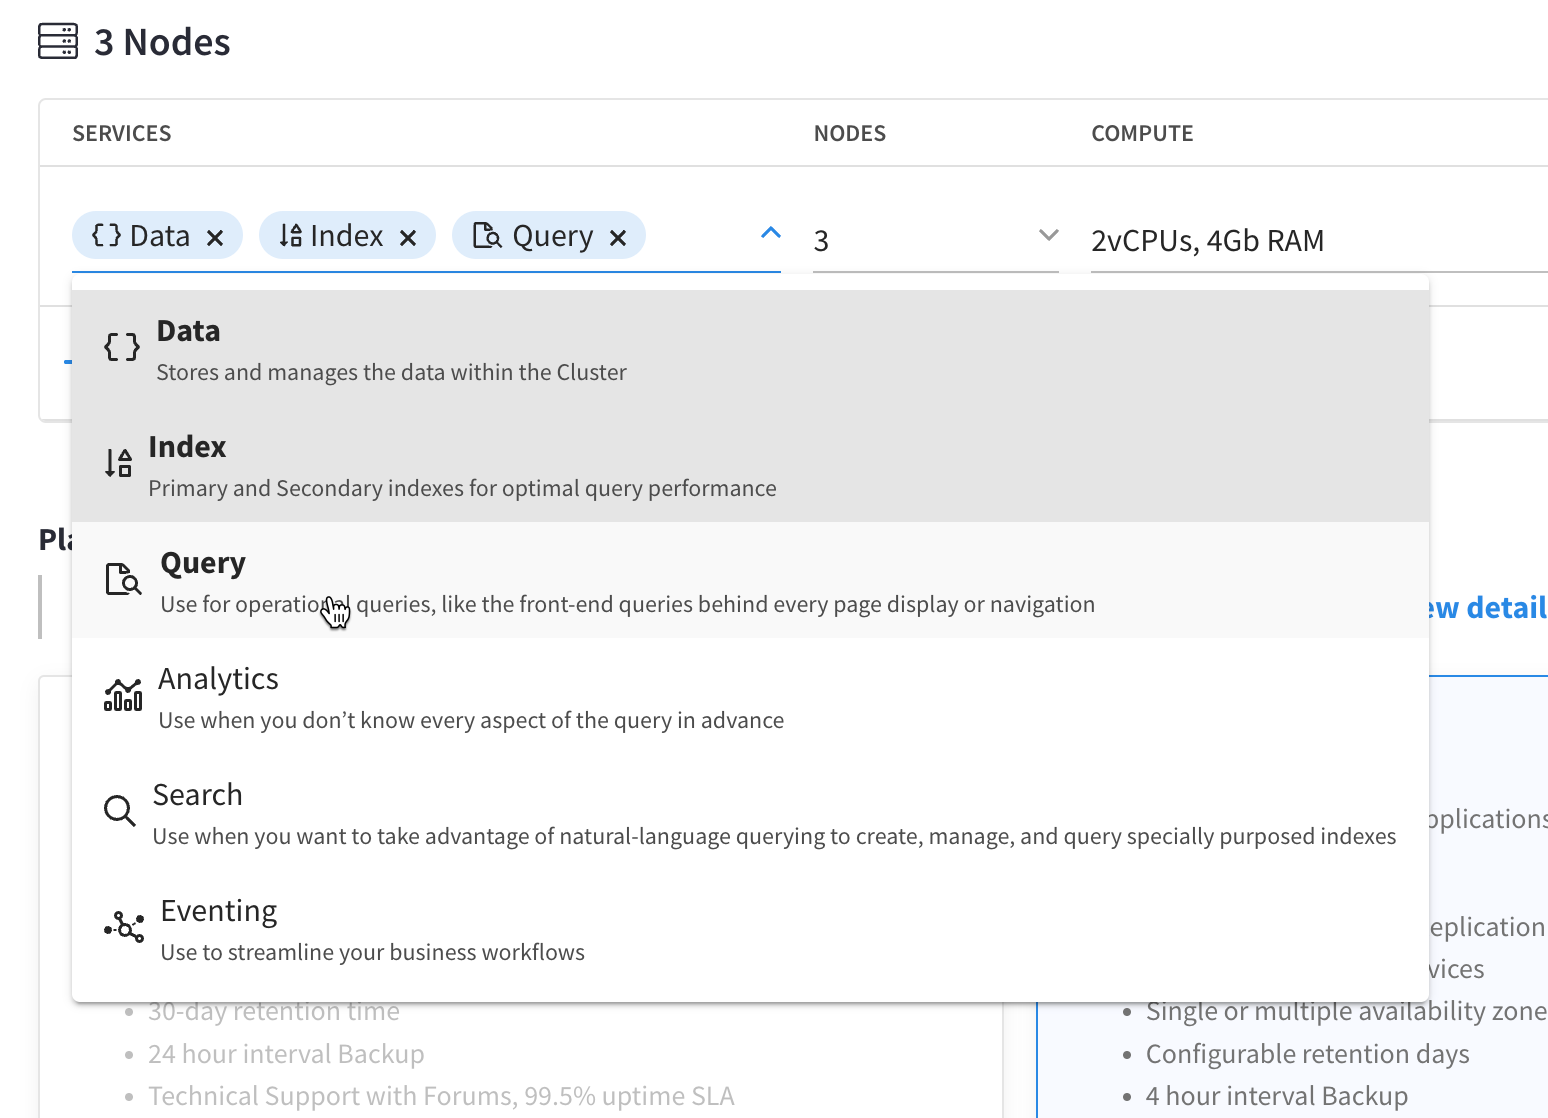 3 Nodes
SERVICES NODES COMPUTE
Data Index Query 3 2vCPUs, 4Gb RAM
Data
Stores and manages the data within the Cluster
Index
Primary and Secondary indexes for optimal query performance
Query
Use for operational queries, like the front-end queries behind every page display or navigation
Analytics
Use when you don’t know every aspect of the query in advance
Search
Use when you want to take advantage of natural-language querying to create, manage, and query specially purposed indexes
Eventing
Use to streamline your business workflows
• 30-day retention time
• 24 hour interval Backup
• Technical Support with Forums, 99.5% uptime SLA
• Single or multiple availability zone
• Configurable retention days
• 4 hour interval Backup